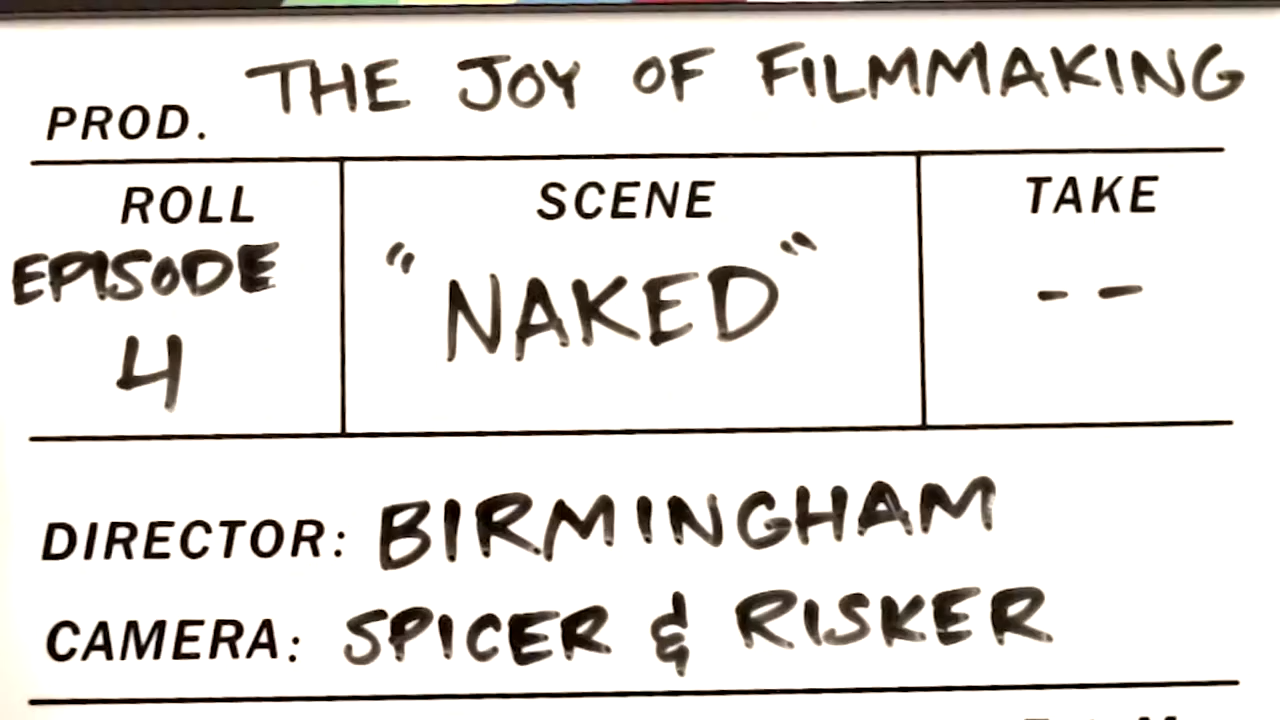 PROD. THE JOY OF FILMMAKING
ROLL SCENE TAKE
EPISODE 4 "NAKED" --
DIRECTOR: BIRMINGHAM
CAMERA: SPICER & RISKER